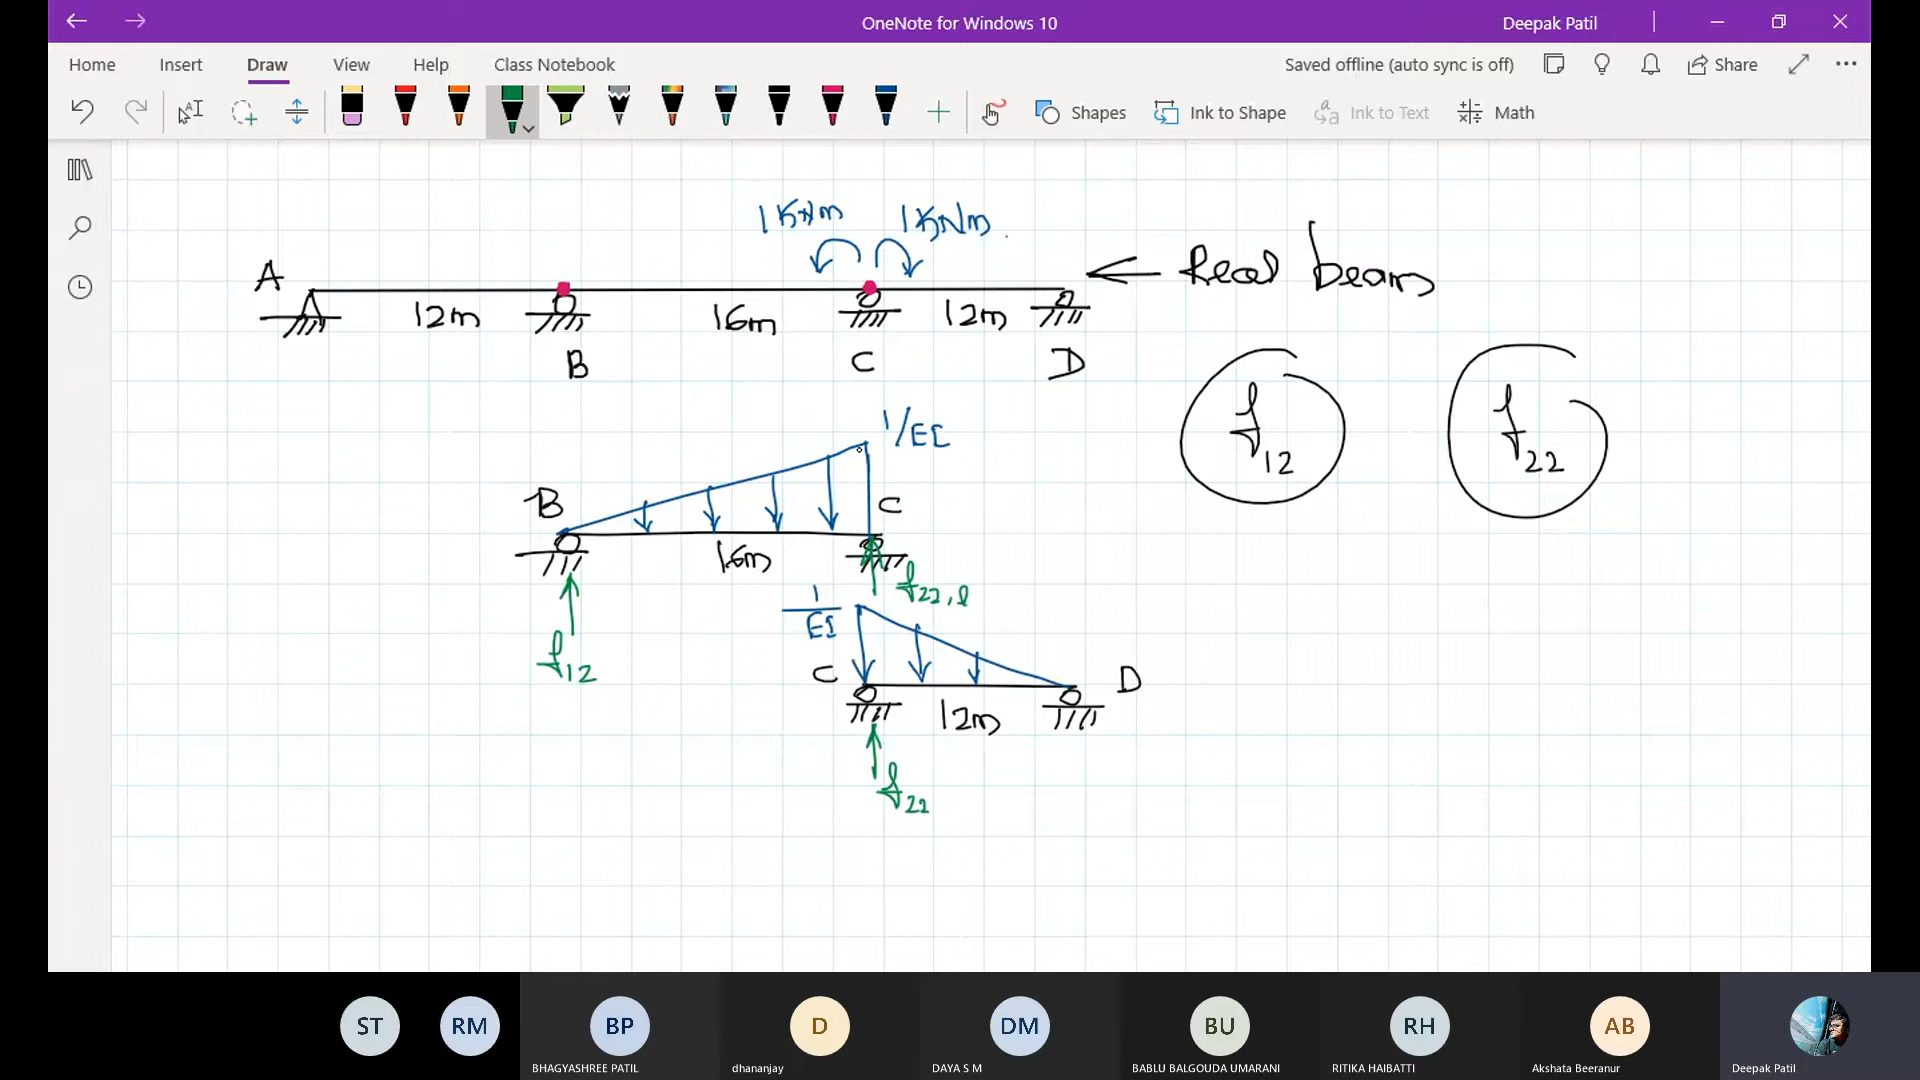 OneNote for Windows 10
Deepak Patil
Home Insert Draw View Help Class Notebook
Saved offline (auto sync is off)
Share
Shapes
Ink to Shape
Ink to Text
Math
1 kNm 1 kNm
A
← Real beam
12m 16m 12m
B C D
f12 f22
1/EI
B C
16m
f22,l
1/EI
f12
C D
12m
f22
ST RM BP D DM BU RH AB
BHAGYASHREE PATIL dhananjay DAYA S M BABLU BALGOUDA UMARANI RITIKA HAIBATTI Akshata Beeranur Deepak Patil